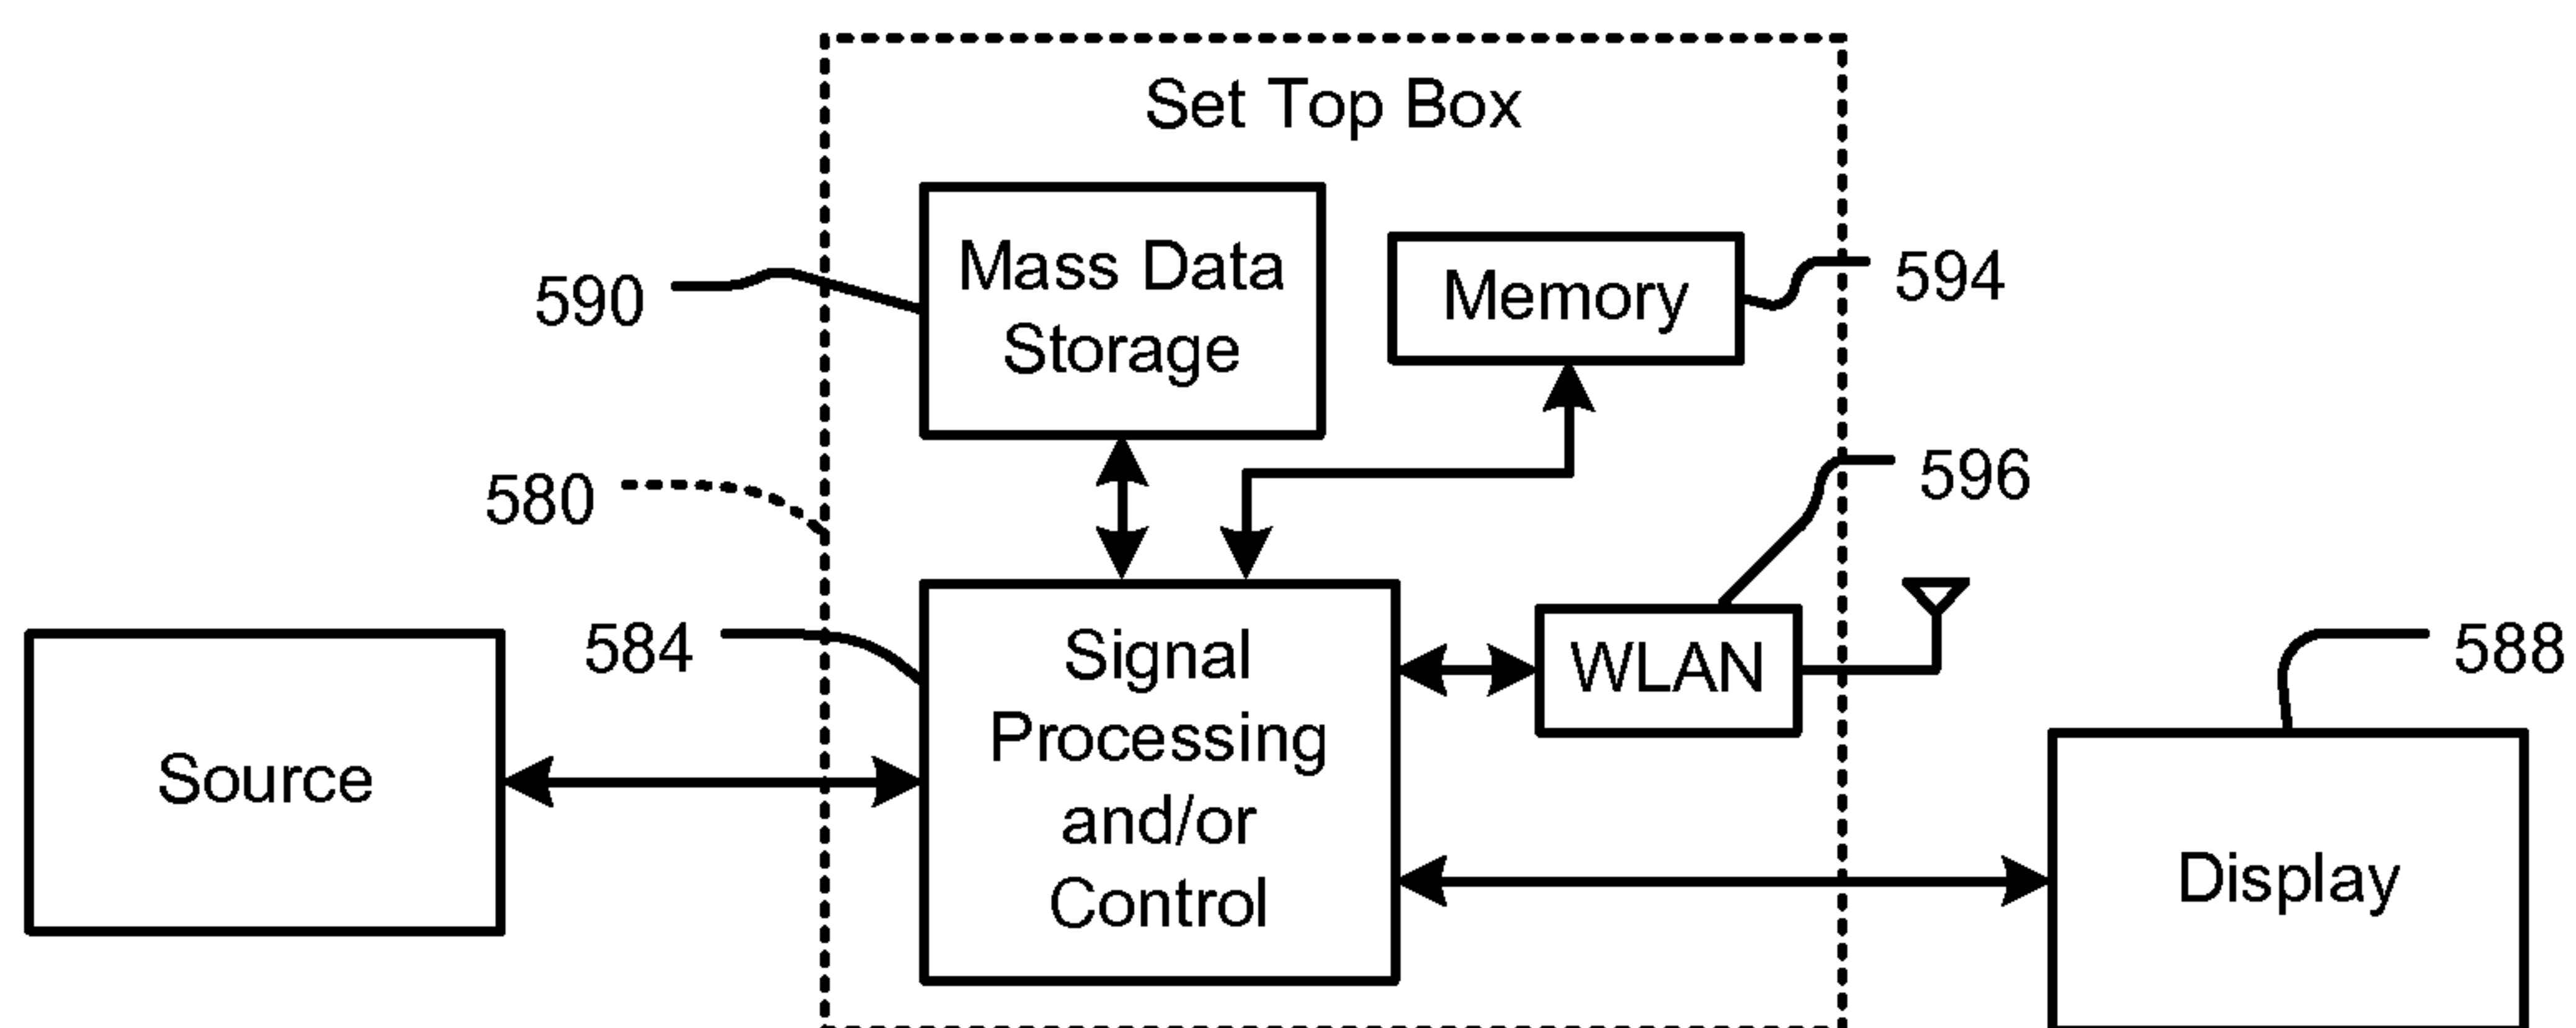 Set Top Box
Mass Data
Storage
Memory
590
594
580
596
584
Signal
Processing
and/or
Control
WLAN
588
Source
Display